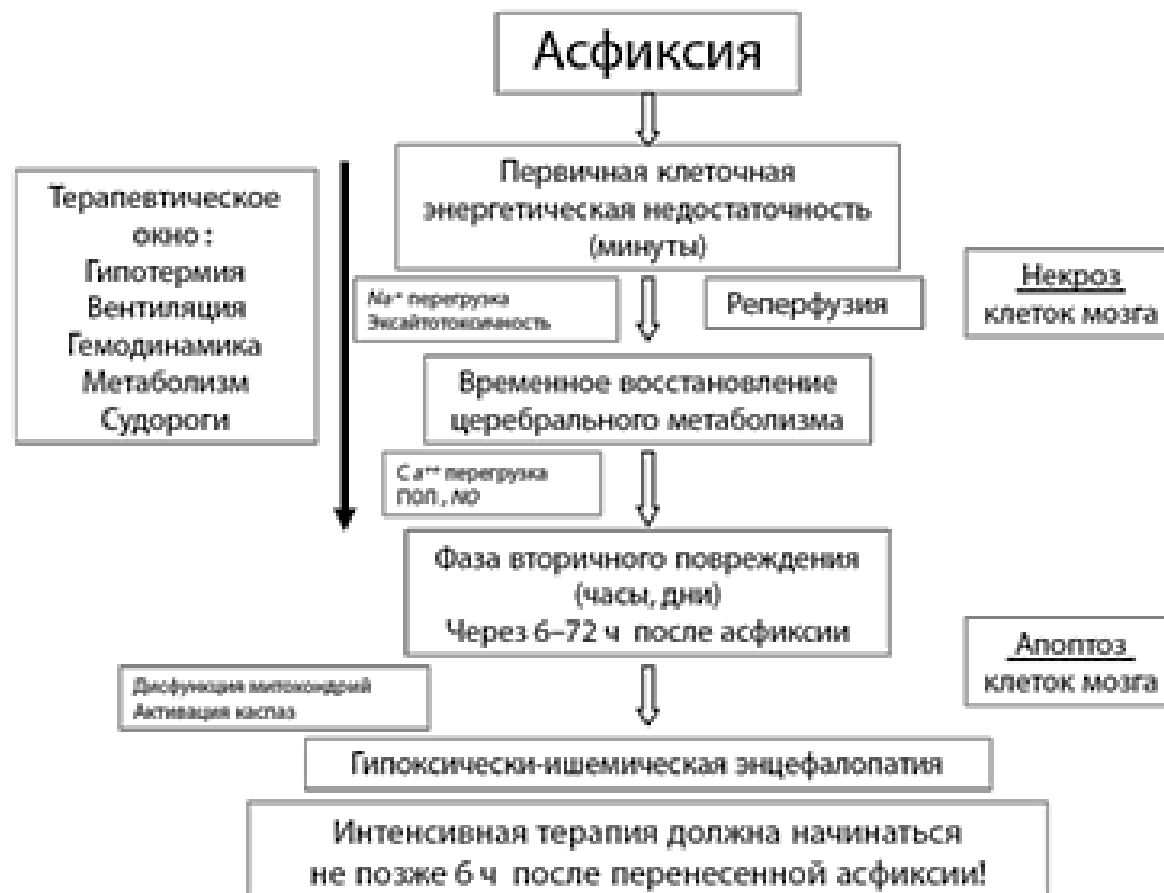 Асфиксия
Первичная клеточная
энергетическая недостаточность
(минуты)
Терапевтическое
окно :
Гипотермия
Вентиляция
Гемодинамика
Метаболизм
Судороги
Na⁺ перегрузка
Эксайтотоксичность
Реперфузия
Некроз
клеток мозга
Временное восстановление
церебрального метаболизма
Ca⁺⁺ перегрузка
ПОЛ , NO
Фаза вторичного повреждения
(часы, дни)
Через 6–72 ч после асфиксии
Апоптоз
клеток мозга
Дисфункция митохондрий
Активация каспаз
Гипоксически-ишемическая энцефалопатия
Интенсивная терапия должна начинаться
не позже 6 ч после перенесенной асфиксии!